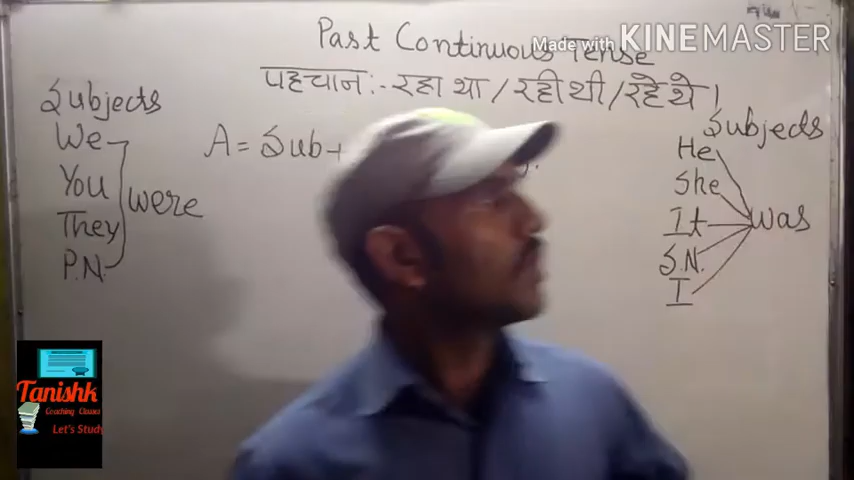 Past Continuous Tense
Made with KINEMASTER
पहचान :- रहा था / रही थी / रहे थे ।
Subjects
We
You
They
P.N.
were
A = Sub +
Subjects
He
She
It
S.N.
I
was
Tanishk
Coaching Classes
Let's Study